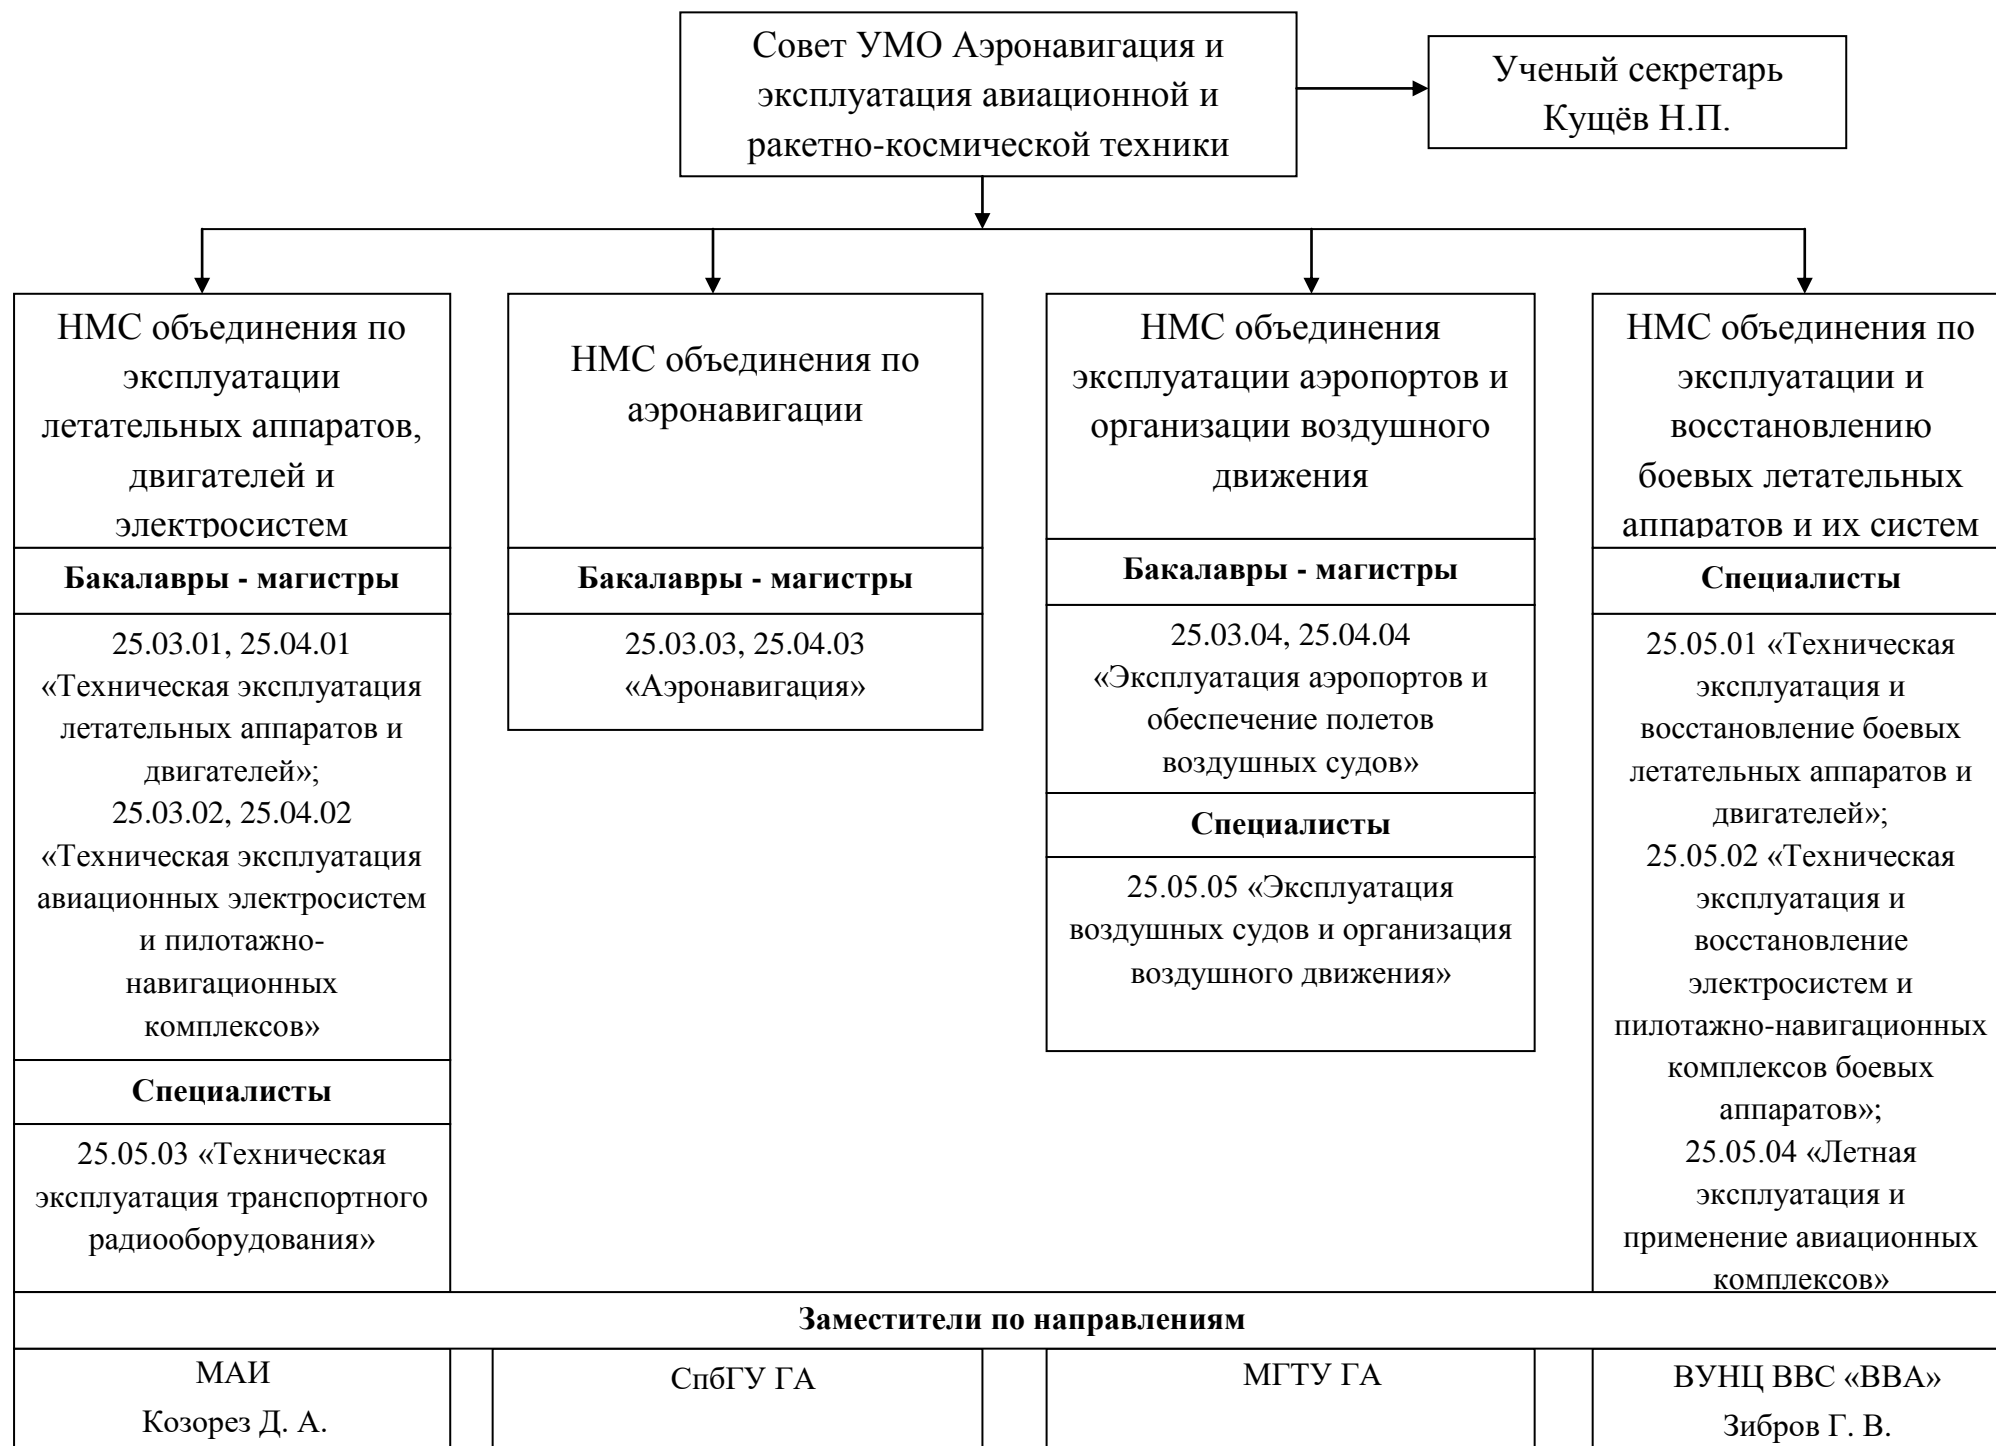 Совет УМО Аэронавигация и
эксплуатация авиационной и
ракетно-космической техники
Ученый секретарь
Кущёв Н.П.
НМС объединения по
эксплуатации
летательных аппаратов,
двигателей и
электросистем
Бакалавры - магистры
25.03.01, 25.04.01
«Техническая эксплуатация
летательных аппаратов и
двигателей»;
25.03.02, 25.04.02
«Техническая эксплуатация
авиационных электросистем
и пилотажно-
навигационных
комплексов»
Специалисты
25.05.03 «Техническая
эксплуатация транспортного
радиооборудования»
НМС объединения по
аэронавигации
Бакалавры - магистры
25.03.03, 25.04.03
«Аэронавигация»
НМС объединения
эксплуатации аэропортов и
организации воздушного
движения
Бакалавры - магистры
25.03.04, 25.04.04
«Эксплуатация аэропортов и
обеспечение полетов
воздушных судов»
Специалисты
25.05.05 «Эксплуатация
воздушных судов и организация
воздушного движения»
НМС объединения по
эксплуатации и
восстановлению
боевых летательных
аппаратов и их систем
Специалисты
25.05.01 «Техническая
эксплуатация и
восстановление боевых
летательных аппаратов и
двигателей»;
25.05.02 «Техническая
эксплуатация и
восстановление
электросистем и
пилотажно-навигационных
комплексов боевых
аппаратов»;
25.05.04 «Летная
эксплуатация и
применение авиационных
комплексов»
Заместители по направлениям
МАИ
Козорез Д. А.
СпбГУ ГА
МГТУ ГА
ВУНЦ ВВС «ВВА»
Зибров Г. В.